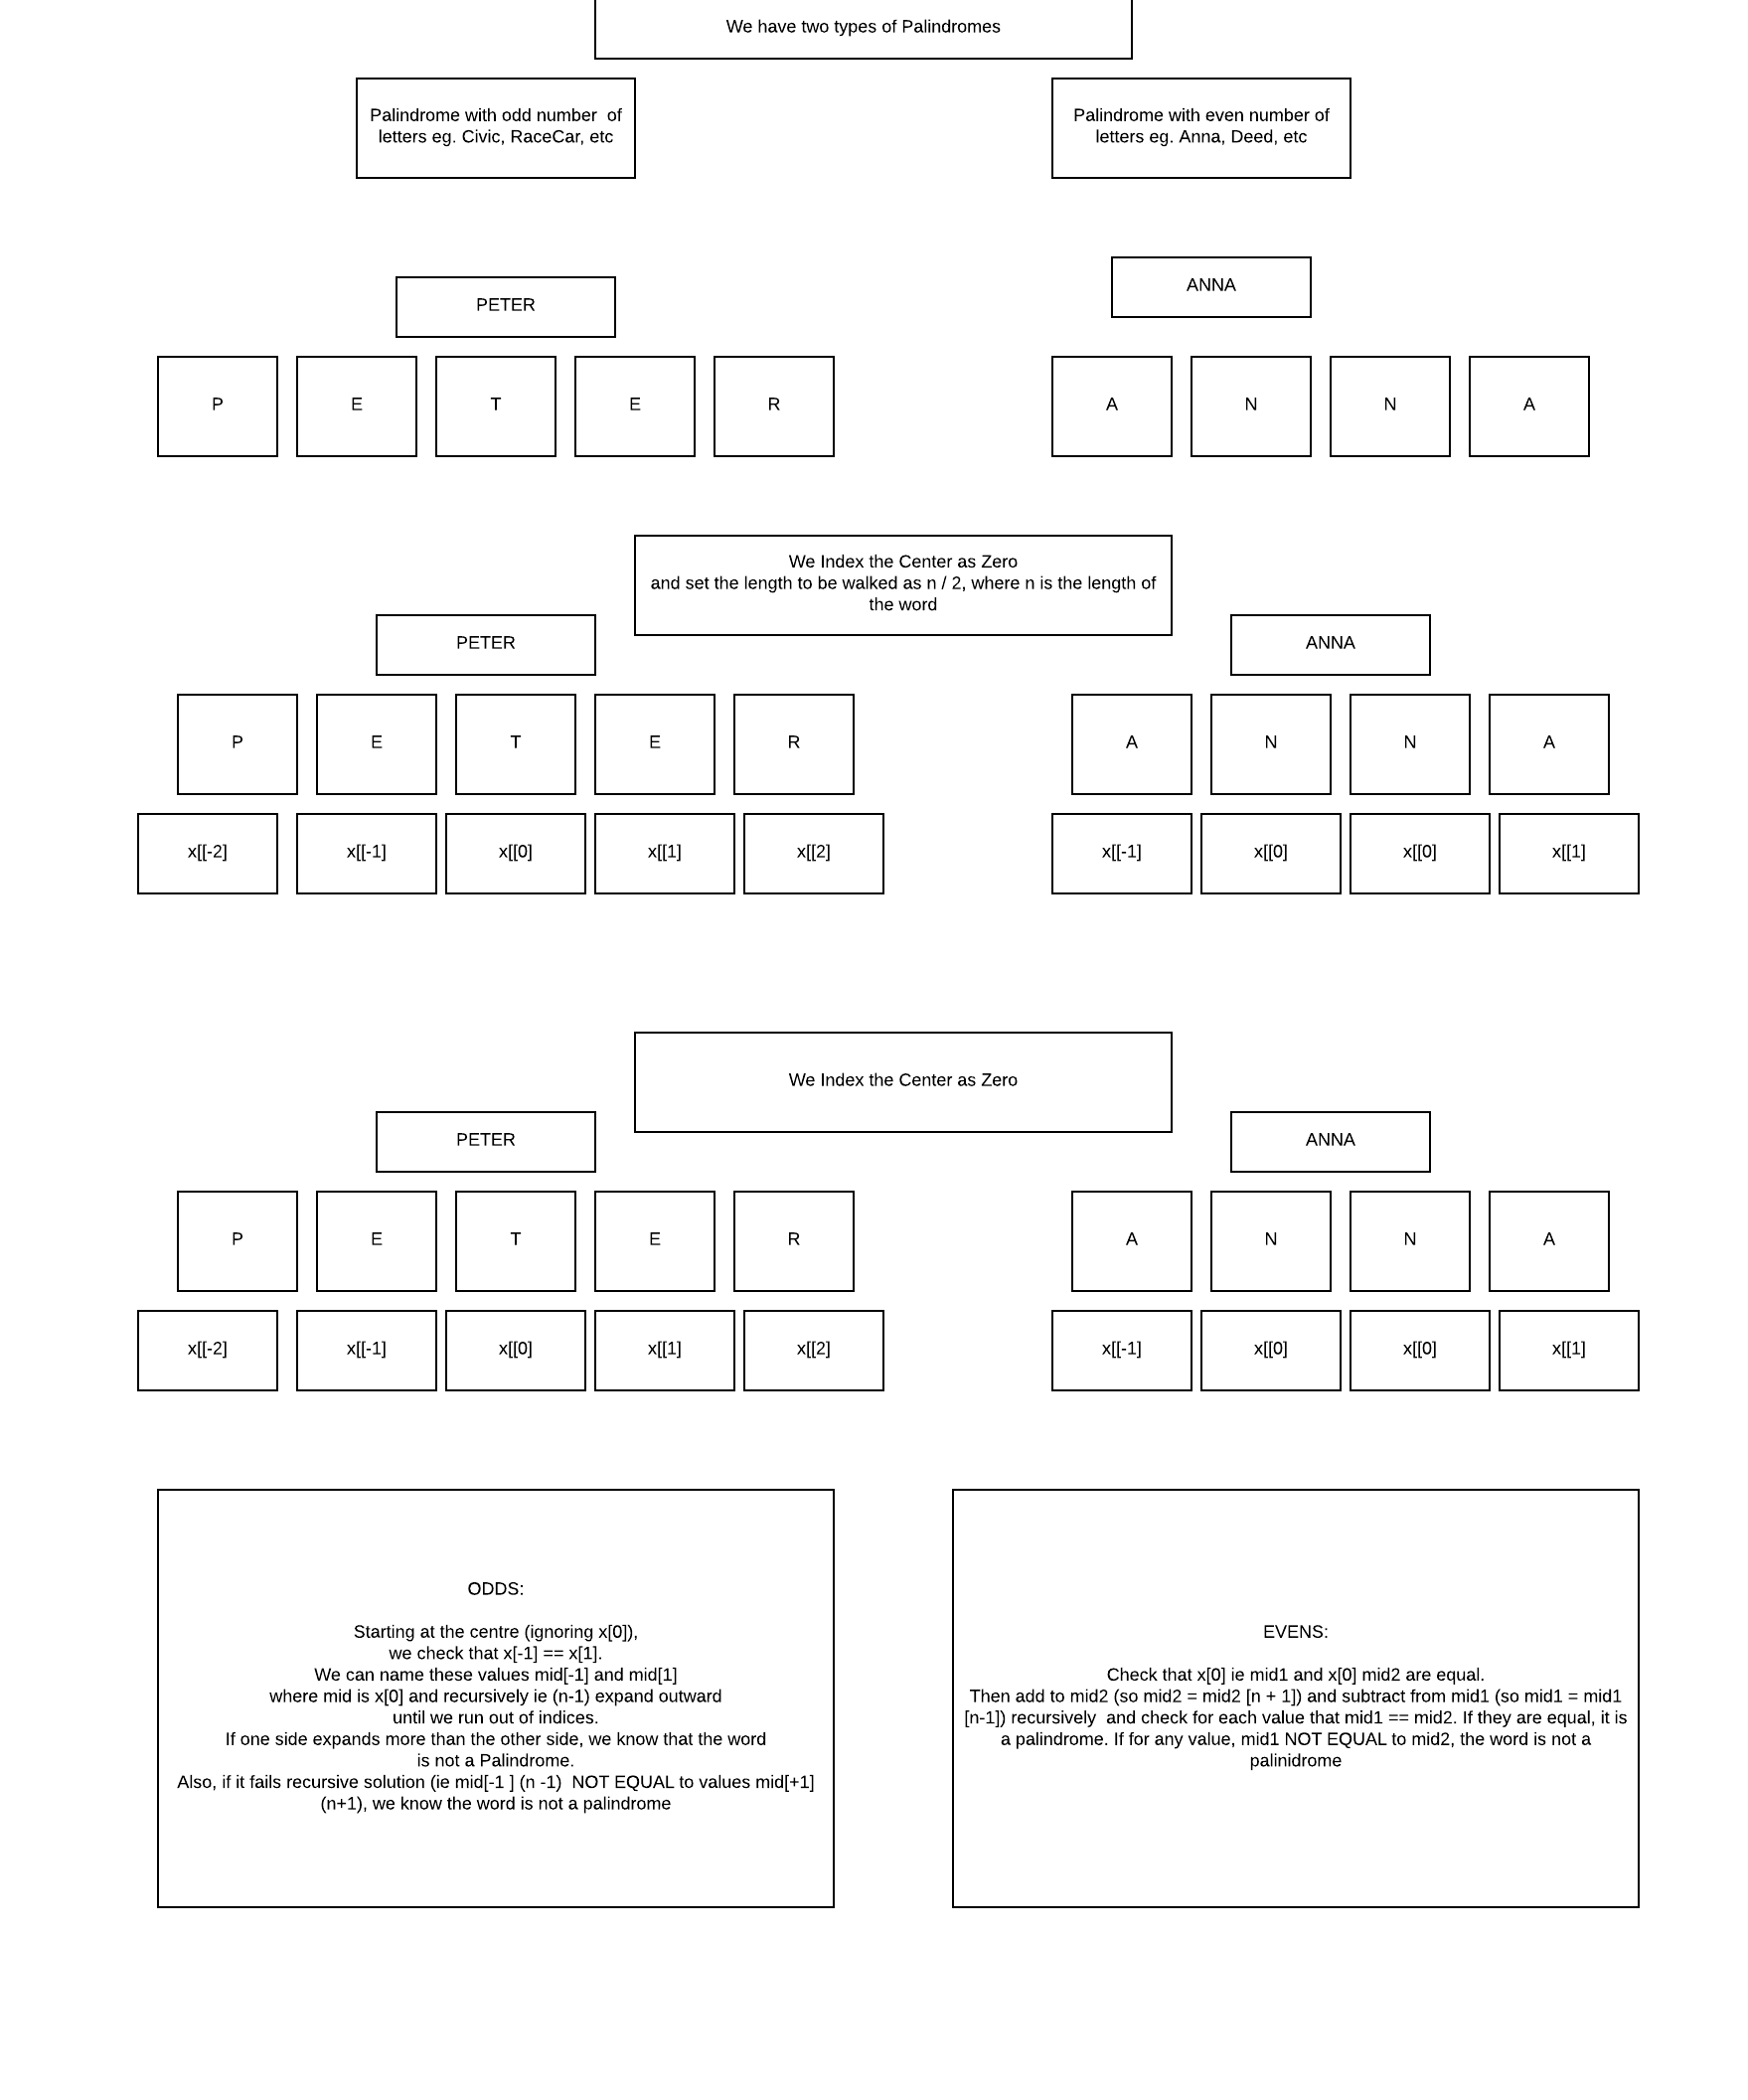 We have two types of Palindromes
Palindrome with odd number  of
letters eg. Civic, RaceCar, etc
Palindrome with even number of
letters eg. Anna, Deed, etc
PETER
ANNA
P E T E R
A N N A
We Index the Center as Zero
and set the length to be walked as n / 2, where n is the length of
the word
PETER
ANNA
P E T E R
A N N A
x[[-2] x[[-1] x[[0] x[[1] x[[2]
x[[-1] x[[0] x[[0] x[[1]
We Index the Center as Zero
PETER
ANNA
P E T E R
A N N A
x[[-2] x[[-1] x[[0] x[[1] x[[2]
x[[-1] x[[0] x[[0] x[[1]
ODDS:
Starting at the centre (ignoring x[0]),
we check that x[-1] == x[1].
We can name these values mid[-1] and mid[1]
where mid is x[0] and recursively ie (n-1) expand outward
until we run out of indices.
If one side expands more than the other side, we know that the word
is not a Palindrome.
Also, if it fails recursive solution (ie mid[-1 ] (n -1)  NOT EQUAL to values mid[+1]
(n+1), we know the word is not a palindrome
EVENS:
Check that x[0] ie mid1 and x[0] mid2 are equal.
Then add to mid2 (so mid2 = mid2 [n + 1]) and subtract from mid1 (so mid1 = mid1
[n-1]) recursively  and check for each value that mid1 == mid2. If they are equal, it is
a palindrome. If for any value, mid1 NOT EQUAL to mid2, the word is not a
palinidrome